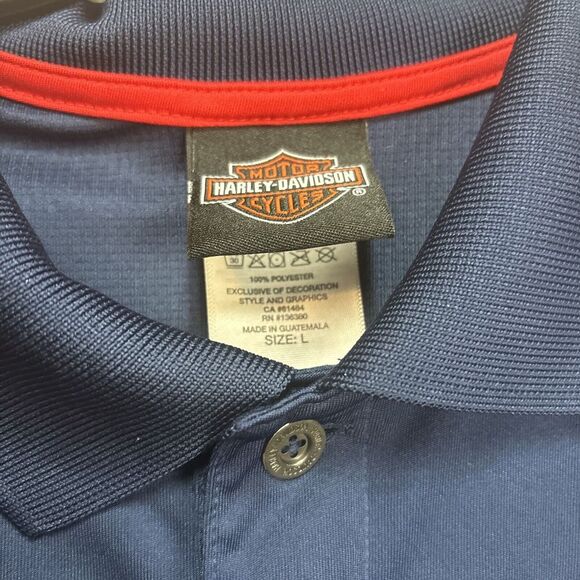 MOTOR
HARLEY-DAVIDSON
CYCLES ®
30
100% POLYESTER
EXCLUSIVE OF DECORATION
STYLE AND GRAPHICS
CA #61464
RN #136380
MADE IN GUATEMALA
SIZE: L